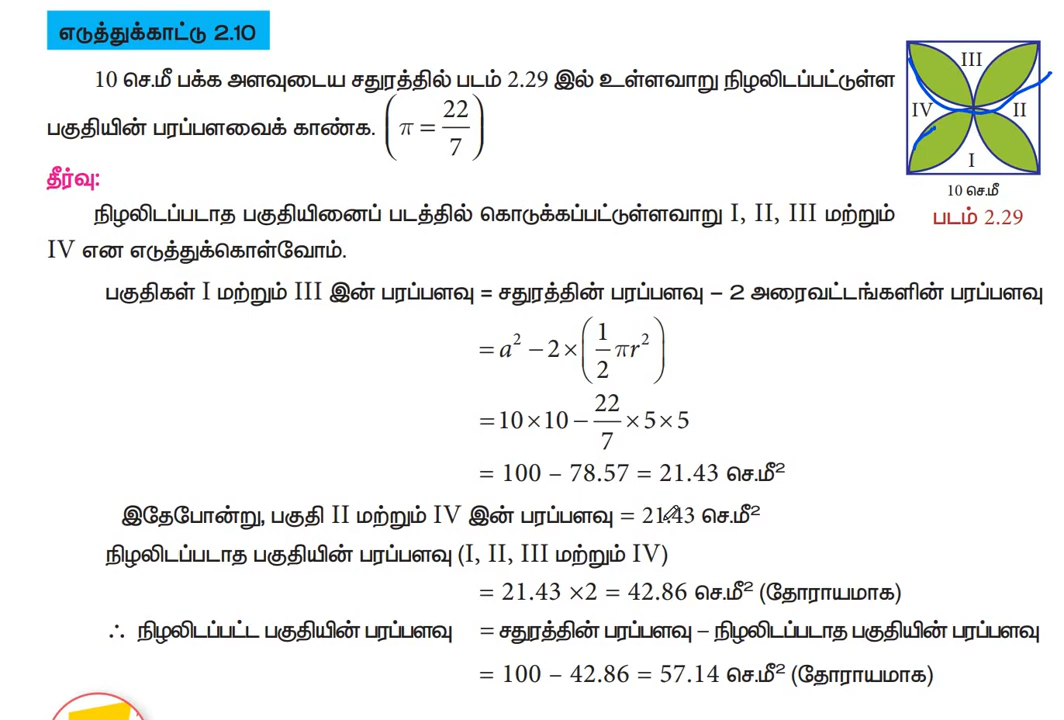 எடுத்துக்காட்டு 2.10
10 செ.மீ பக்க அளவுடைய சதுரத்தில் படம் 2.29 இல் உள்ளவாறு நிழலிடப்பட்டுள்ள
பகுதியின் பரப்பளவைக் காண்க. (π = 22/7)
III
IV
II
I
10 செ.மீ
படம் 2.29
தீர்வு:
நிழலிடப்படாத பகுதியினைப் படத்தில் கொடுக்கப்பட்டுள்ளவாறு I, II, III மற்றும்
IV என எடுத்துக்கொள்வோம்.
பகுதிகள் I மற்றும் III இன் பரப்பளவு = சதுரத்தின் பரப்பளவு – 2 அரைவட்டங்களின் பரப்பளவு
= a² – 2 × (1/2 πr²)
= 10 × 10 – 22/7 × 5 × 5
= 100 – 78.57 = 21.43 செ.மீ²
இதேபோன்று, பகுதி II மற்றும் IV இன் பரப்பளவு = 21.43 செ.மீ²
நிழலிடப்படாத பகுதியின் பரப்பளவு (I, II, III மற்றும் IV)
= 21.43 ×2 = 42.86 செ.மீ² (தோராயமாக)
∴ நிழலிடப்பட்ட பகுதியின் பரப்பளவு = சதுரத்தின் பரப்பளவு – நிழலிடப்படாத பகுதியின் பரப்பளவு
= 100 – 42.86 = 57.14 செ.மீ² (தோராயமாக)